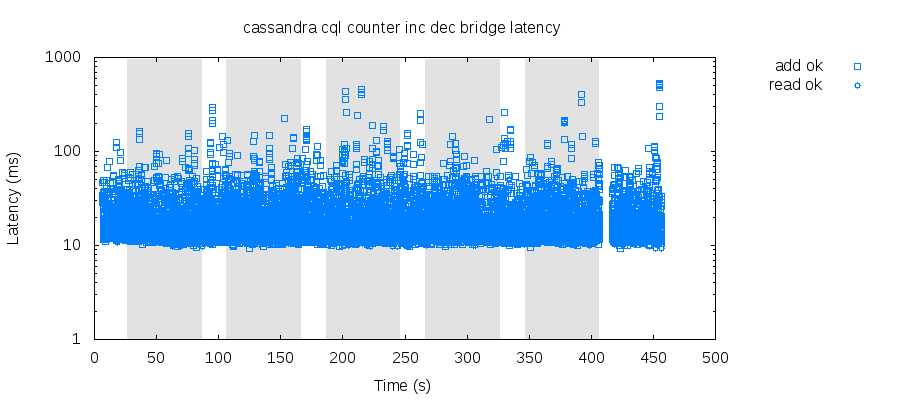 cassandra cql counter inc dec bridge latency
add ok
read ok
1000
100
10
1
Latency (ms)
0 50 100 150 200 250 300 350 400 450 500
Time (s)